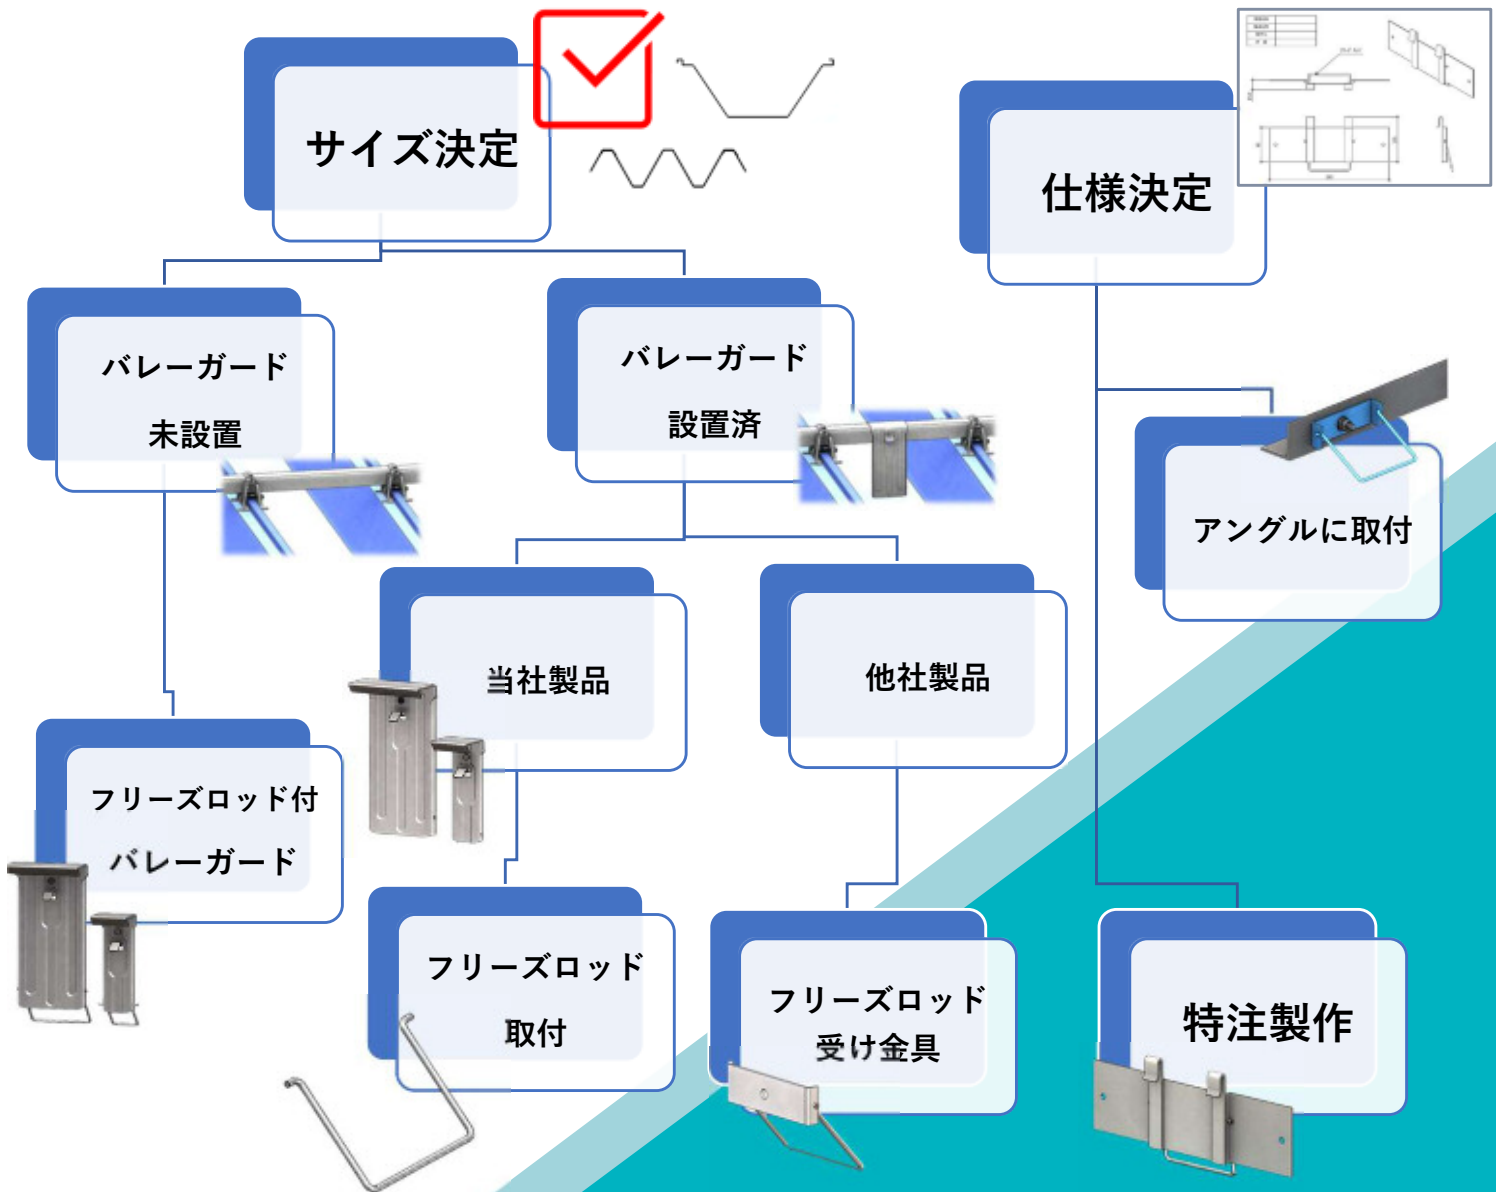 サイズ決定
仕様決定
バレーガード
未設置
バレーガード
設置済
アングルに取付
当社製品
他社製品
フリーズロッド付
バレーガード
フリーズロッド
取付
フリーズロッド
受け金具
特注製作